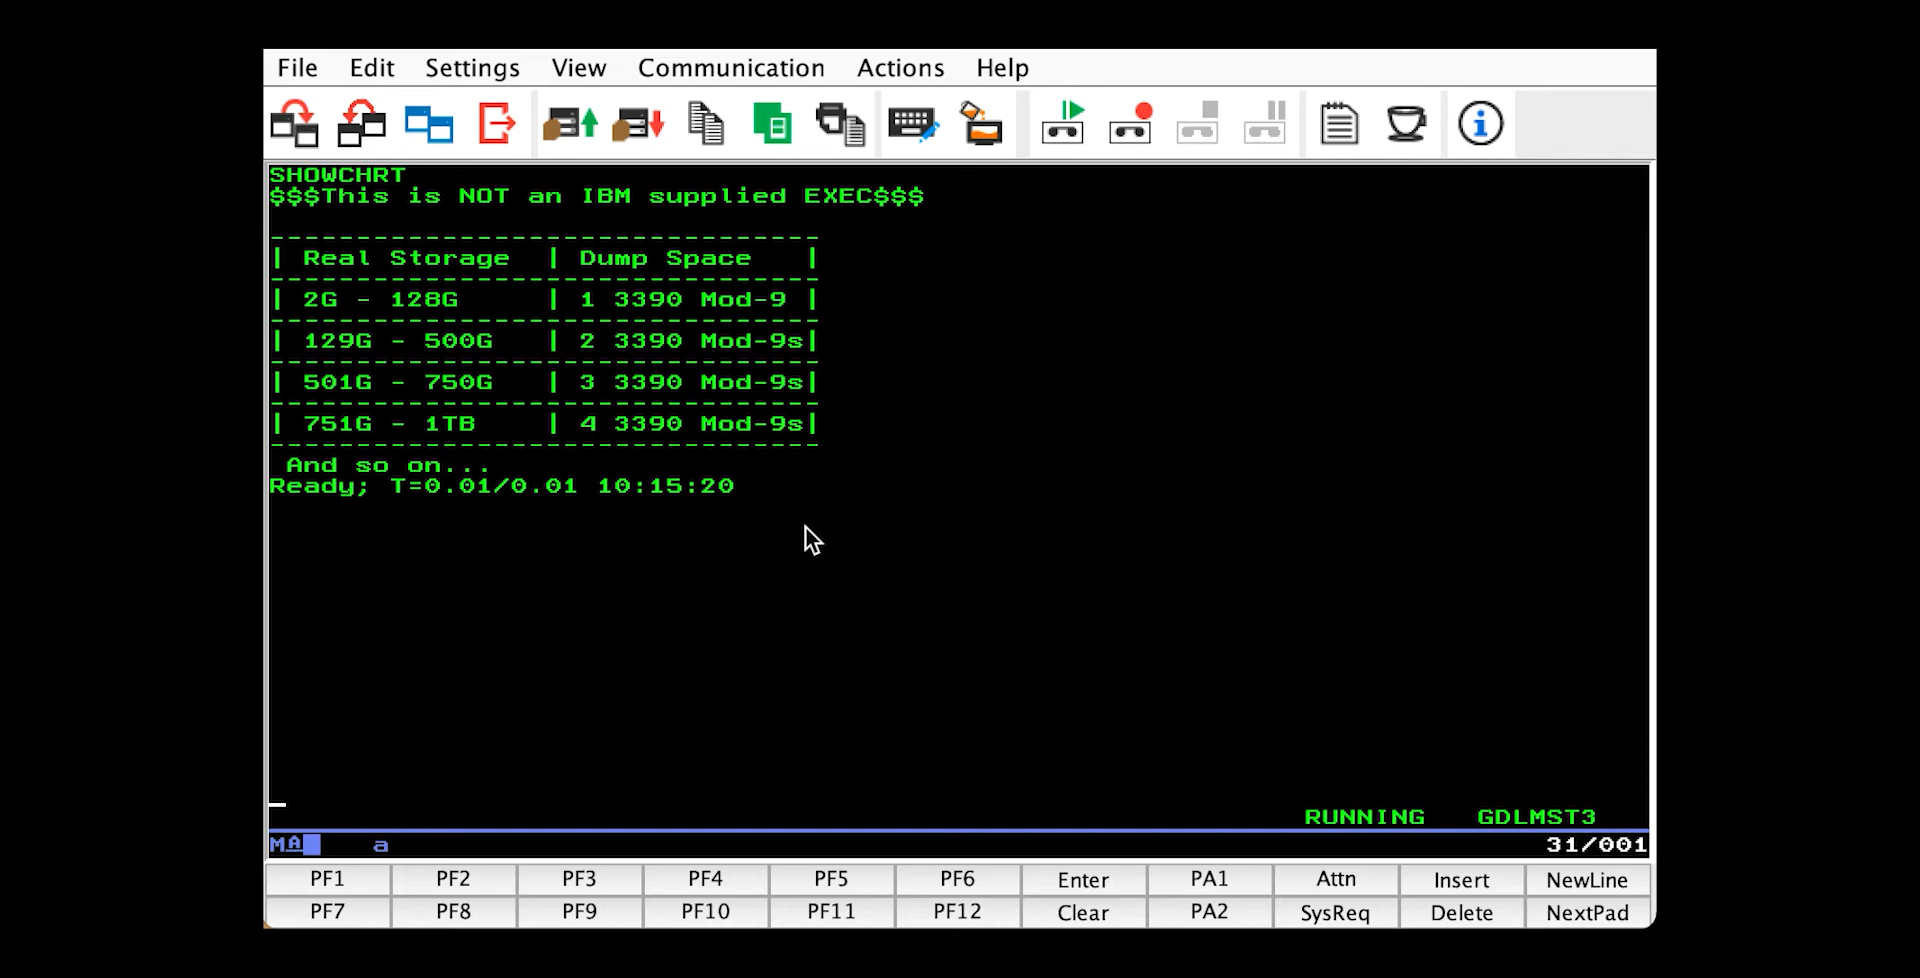 File Edit Settings View Communication Actions Help
SHOWCHRT
$$$This is NOT an IBM supplied EXEC$$$
--------------------------------
| Real Storage  | Dump Space   |
--------------------------------
| 2G - 128G     | 1 3390 Mod-9 |
--------------------------------
| 129G - 500G   | 2 3390 Mod-9s|
--------------------------------
| 501G - 750G   | 3 3390 Mod-9s|
--------------------------------
| 751G - 1TB    | 4 3390 Mod-9s|
--------------------------------
And so on...
Ready; T=0.01/0.01 10:15:20
RUNNING GDLMST3
MA a 31/001
PF1 PF2 PF3 PF4 PF5 PF6 Enter PA1 Attn Insert NewLine
PF7 PF8 PF9 PF10 PF11 PF12 Clear PA2 SysReq Delete NextPad